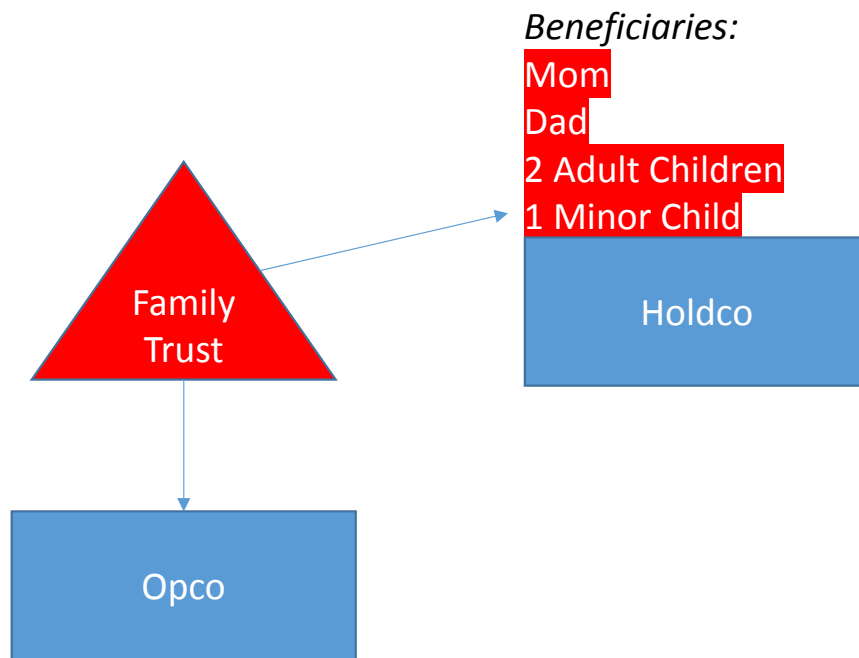 Beneficiaries:
Mom
Dad
2 Adult Children
1 Minor Child
Holdco
Family
Trust
Opco